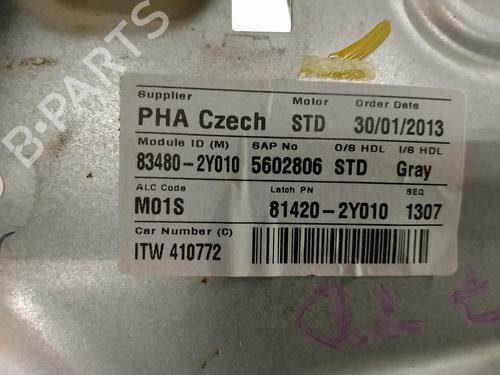 B-PARTS
Supplier Motor Order Date
PHA Czech STD 30/01/2013
Module ID (M) SAP No O/S HDL I/S HDL
83480-2Y010 5602806 STD Gray
ALC Code Latch PN SEQ
M01S 81420-2Y010 1307
Car Number (C)
ITW 410772